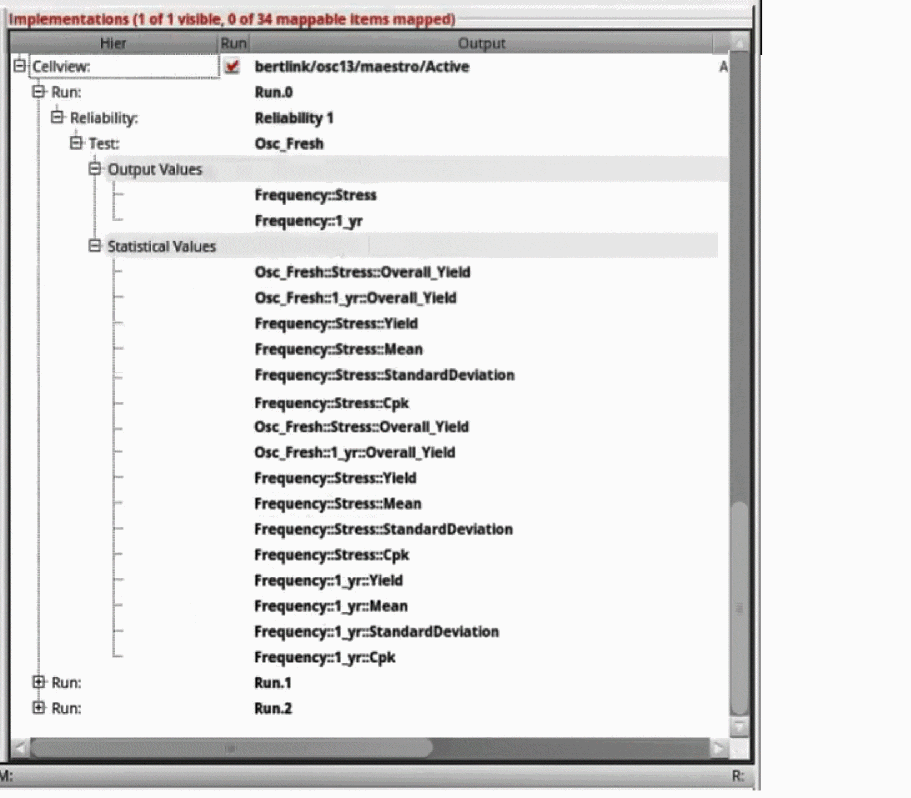 Implementations (1 of 1 visible, 0 of 34 mappable items mapped)
Hier Run Output
Cellview: bertlink/osc13/maestro/Active A
Run: Run.0
Reliability: Reliability 1
Test: Osc_Fresh
Output Values
Frequency::Stress
Frequency::1_yr
Statistical Values
Osc_Fresh::Stress::Overall_Yield
Osc_Fresh::1_yr::Overall_Yield
Frequency::Stress::Yield
Frequency::Stress::Mean
Frequency::Stress::StandardDeviation
Frequency::Stress::Cpk
Osc_Fresh::Stress::Overall_Yield
Osc_Fresh::1_yr::Overall_Yield
Frequency::Stress::Yield
Frequency::Stress::Mean
Frequency::Stress::StandardDeviation
Frequency::Stress::Cpk
Frequency::1_yr::Yield
Frequency::1_yr::Mean
Frequency::1_yr::StandardDeviation
Frequency::1_yr::Cpk
Run: Run.1
Run: Run.2
M: R: